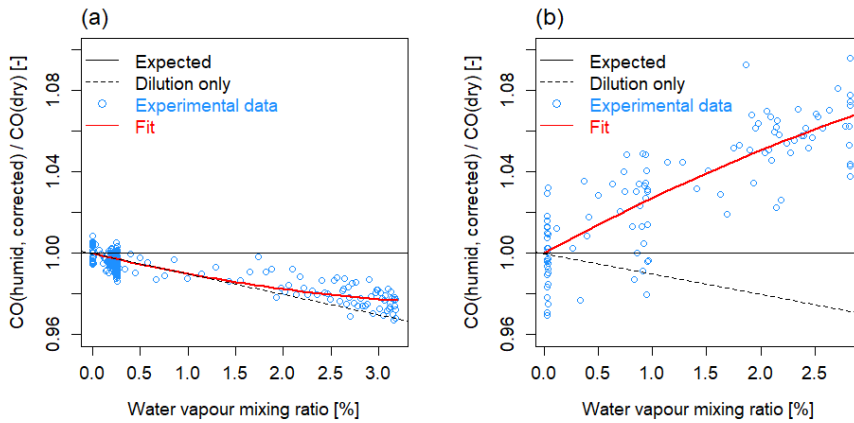 (a)
Expected
Dilution only
Experimental data
Fit
CO(humid, corrected) / CO(dry) [-]
1.08
1.04
1.00
0.96
0.0 0.5 1.0 1.5 2.0 2.5 3.0
Water vapour mixing ratio [%]
(b)
Expected
Dilution only
Experimental data
Fit
CO(humid, corrected) / CO(dry) [-]
1.08
1.04
1.00
0.96
0.0 0.5 1.0 1.5 2.0 2.5
Water vapour mixing ratio [%]